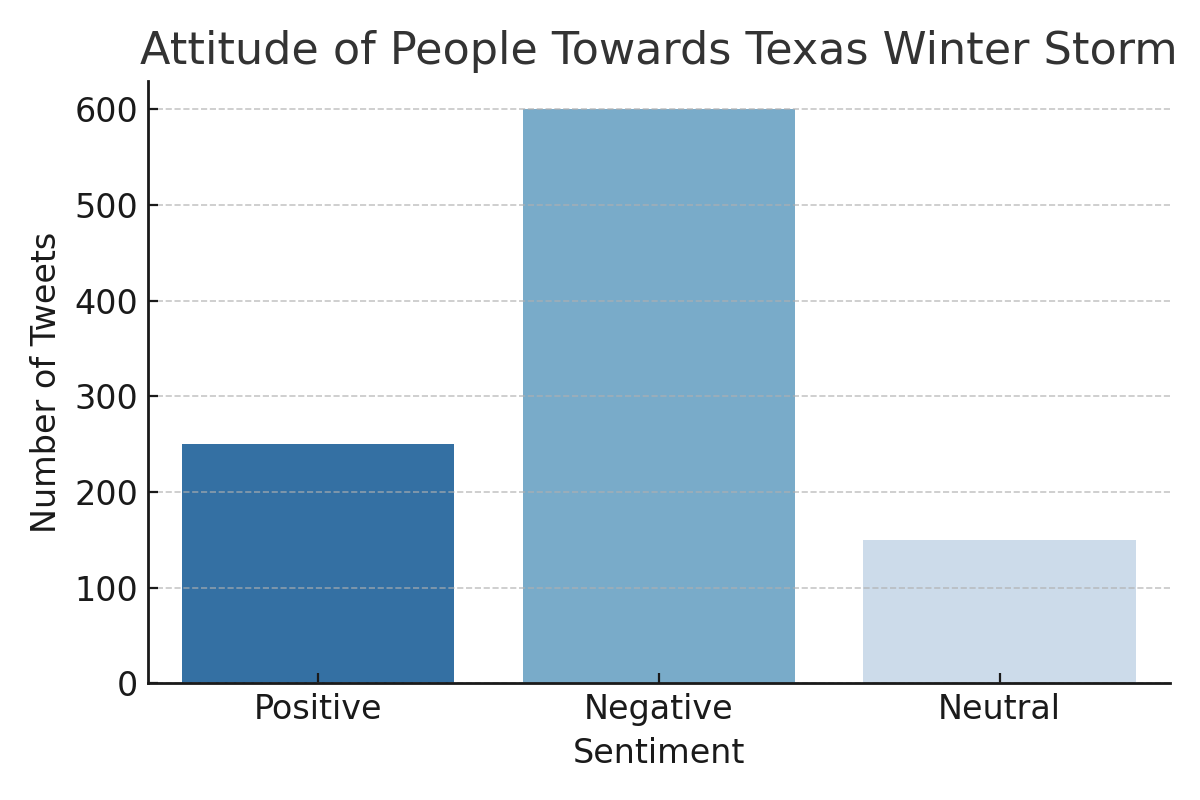 Attitude of People Towards Texas Winter Storm
Number of Tweets
600
500
400
300
200
100
0
Positive
Negative
Neutral
Sentiment